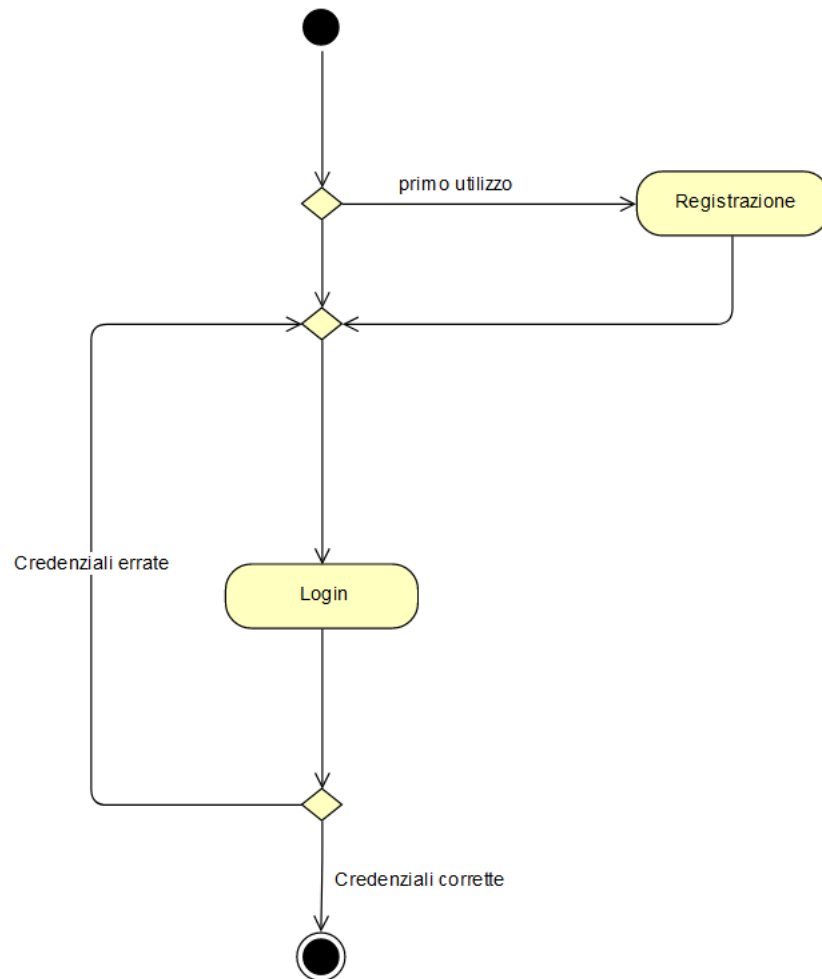 primo utilizzo
Registrazione
Credenziali errate
Login
Credenziali corrette